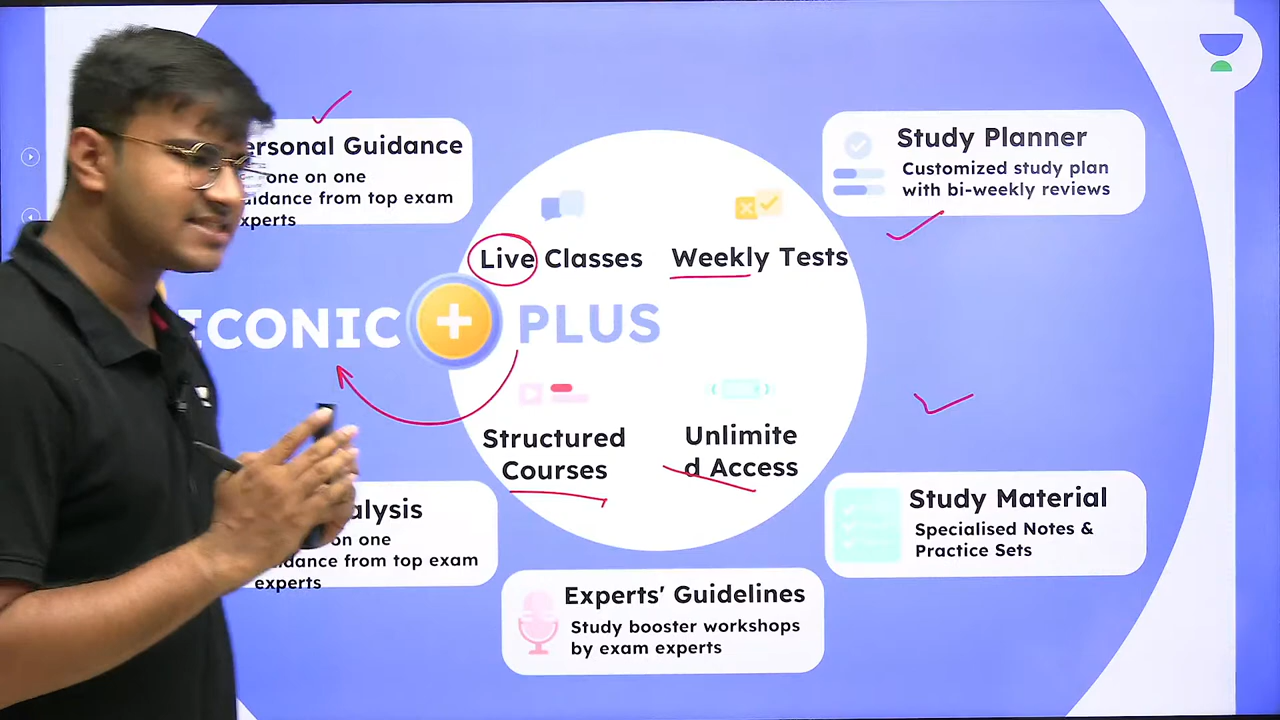 ersonal Guidance
one on one
idance from top exam
xperts
Study Planner
Customized study plan
with bi-weekly reviews
Live Classes
Weekly Tests
ICONIC + PLUS
Structured
Courses
Unlimite
d Access
alysis
on one
dance from top exam
experts
Study Material
Specialised Notes &
Practice Sets
Experts' Guidelines
Study booster workshops
by exam experts